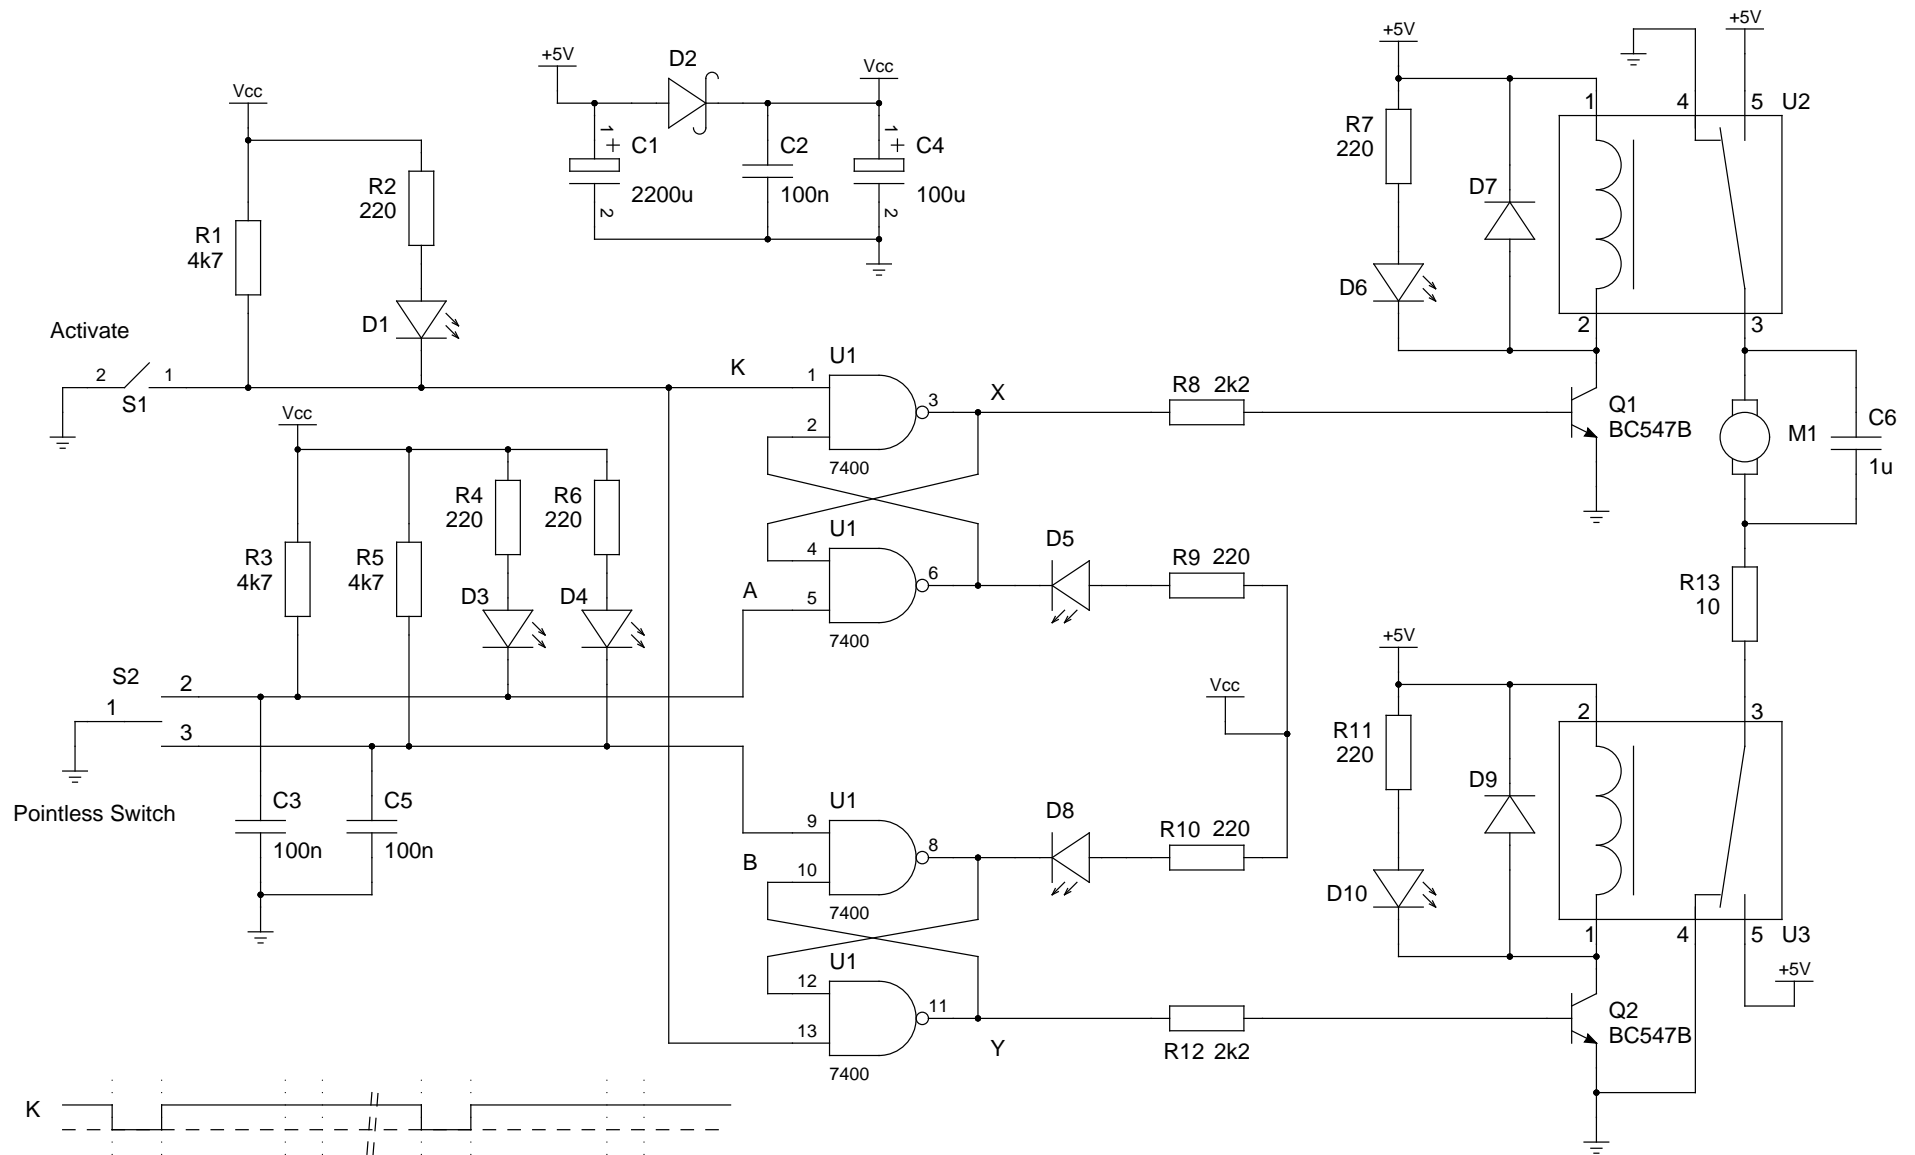 +5V
+5V
+5V
D2
Vcc
Vcc
4
5
U2
1
R7
220
1
+
C1
2200u
2
C2
100n
1
+
C4
100u
2
R2
220
R1
4k7
D7
D6
D1
Activate
2
1
S1
2
3
K
U1
1
2
3
7400
X
R8 2k2
Q1
BC547B
M1
C6
1u
Vcc
R4
220
R6
220
R3
4k7
R5
4k7
D3
D4
U1
4
5
6
7400
A
D5
R9 220
R13
10
+5V
S2
2
1
3
Vcc
2
3
R11
220
D9
Pointless Switch
C3
100n
C5
100n
U1
9
10
8
7400
B
D8
R10 220
D10
1
4
5
U3
+5V
U1
12
13
11
7400
Y
R12 2k2
Q2
BC547B
K